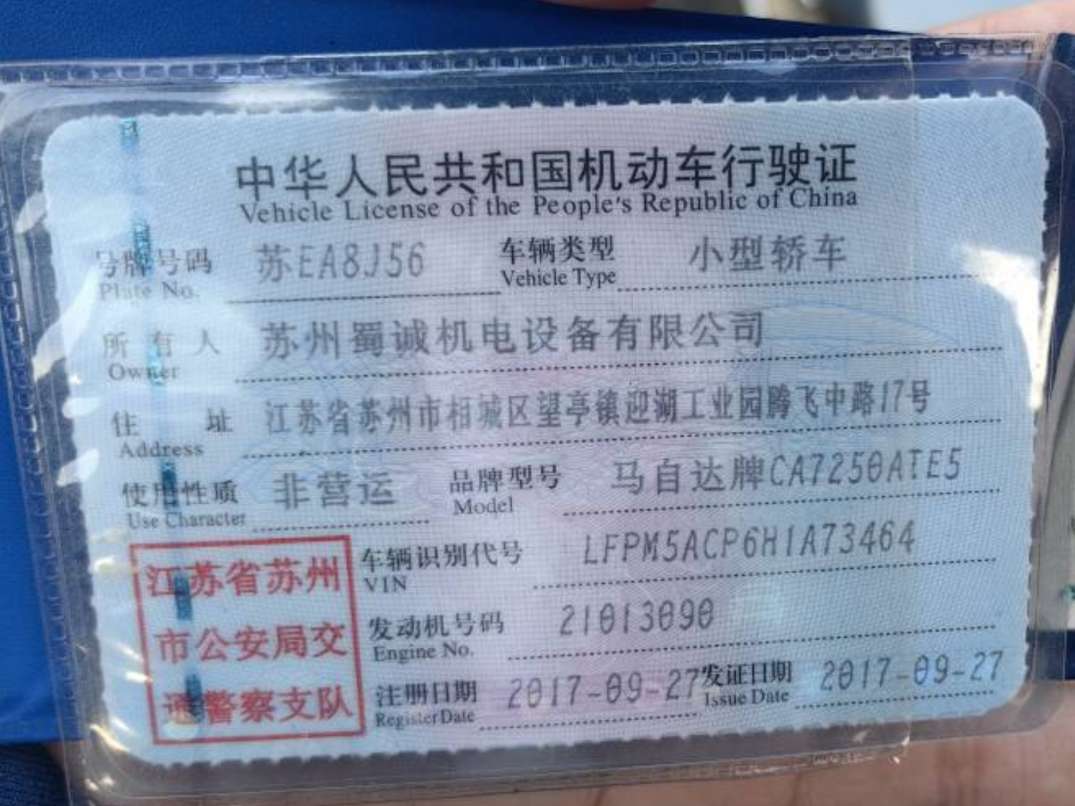 中华人民共和国机动车行驶证
Vehicle License of the People's Republic of China
号牌号码 苏EA8J56 车辆类型 小型轿车
Plate No. Vehicle Type
所有人 苏州蜀诚机电设备有限公司
Owner
住址 江苏省苏州市相城区望亭镇迎湖工业园腾飞中路17号
Address
使用性质 非营运 品牌型号 马自达牌CA7250ATE5
Use Character Model
江苏省苏州 车辆识别代号 LFPM5ACP6H1A73464
VIN
市公安局交 发动机号码 21013090
Engine No.
通警察支队 注册日期 2017-09-27 发证日期 2017-09-27
Register Date Issue Date